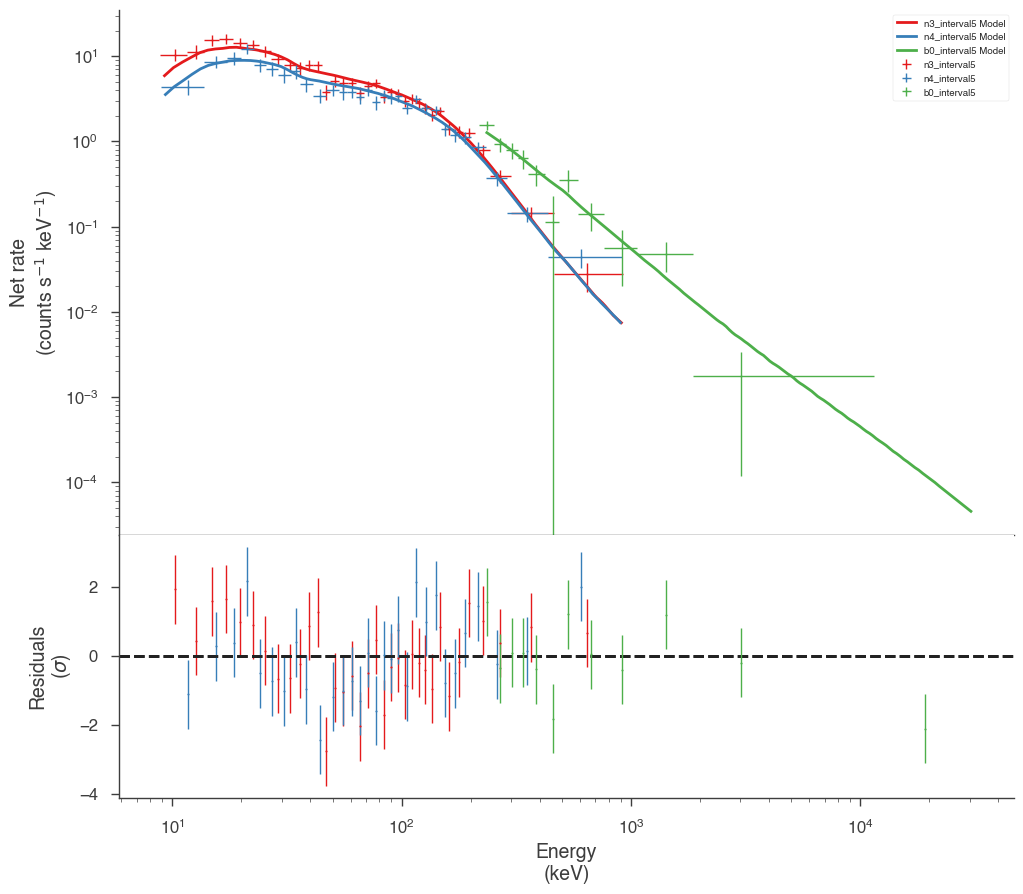 n3_interval5 Model
n4_interval5 Model
b0_interval5 Model
n3_interval5
n4_interval5
b0_interval5
Net rate
(counts s⁻¹ keV⁻¹)
10¹
10⁰
10⁻¹
10⁻²
10⁻³
10⁻⁴
Residuals
(σ)
2
0
−2
−4
10¹ 10² 10³ 10⁴
Energy
(keV)